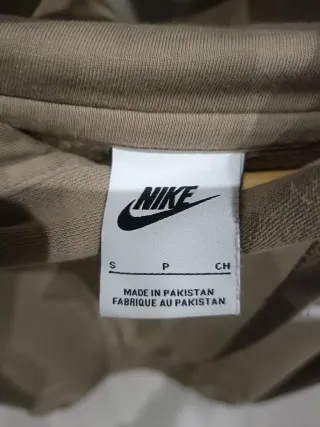 NIKE
S P CH
MADE IN PAKISTAN
FABRIQUE AU PAKISTAN